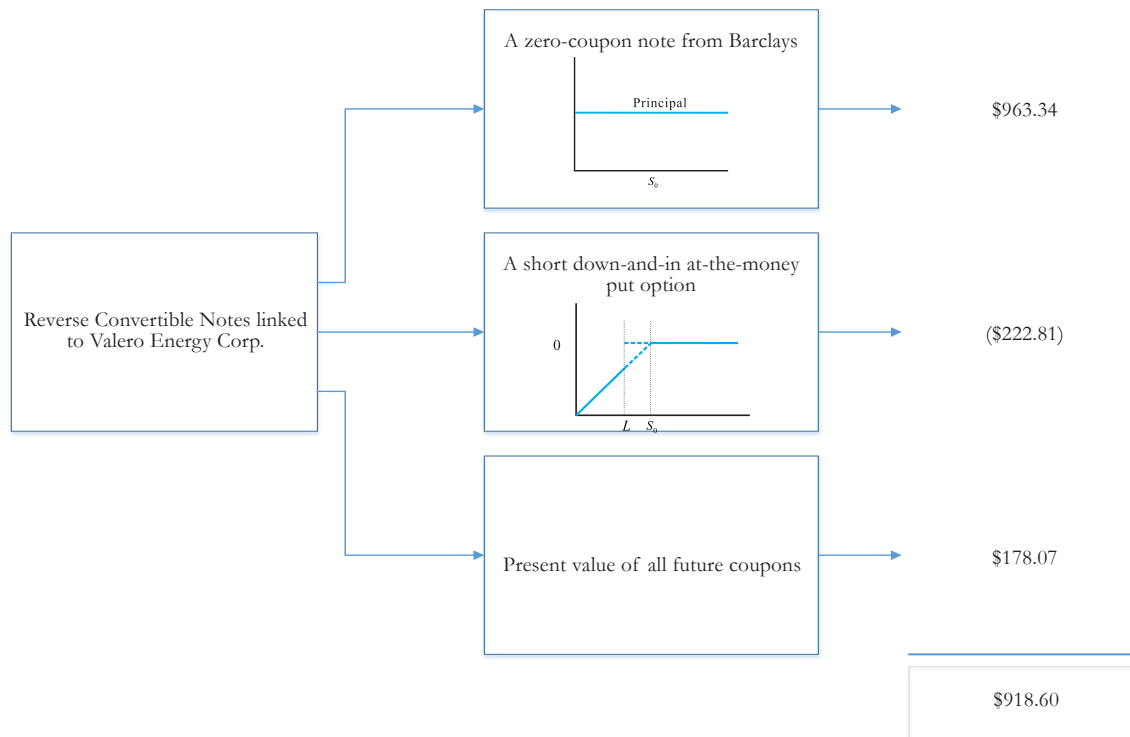 A zero-coupon note from Barclays
Principal
S₀
$963.34
Reverse Convertible Notes linked
to Valero Energy Corp.
A short down-and-in at-the-money
put option
0
L S₀
($222.81)
Present value of all future coupons
$178.07
$918.60